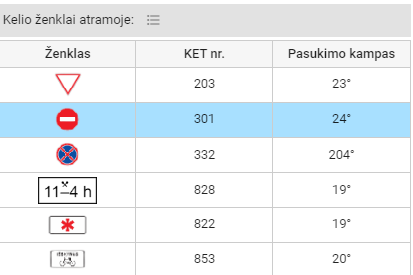 Kelio ženklai atramoje:
Ženklas KET nr. Pasukimo kampas
203 23°
301 24°
332 204°
11–4 h 828 19°
822 19°
853 20°